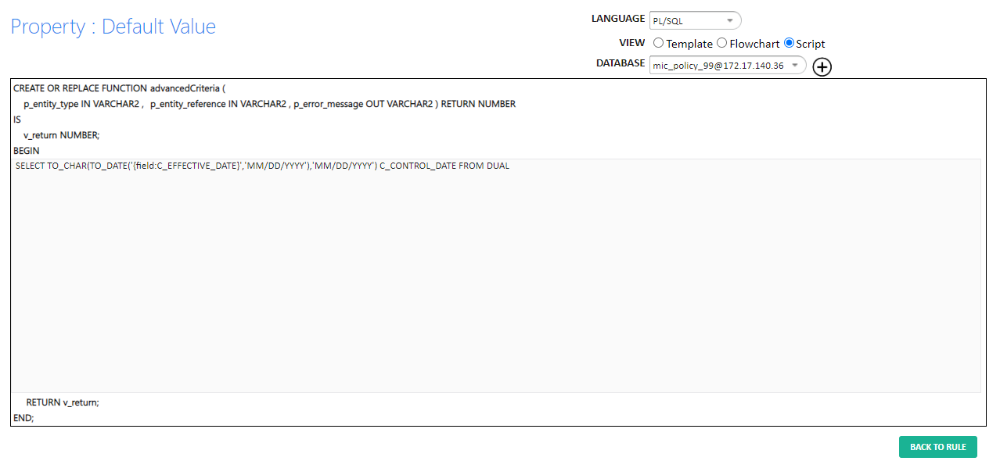 Property : Default Value
LANGUAGE PL/SQL
VIEW Template Flowchart Script
DATABASE mic_policy_99@172.17.140.36
CREATE OR REPLACE FUNCTION advancedCriteria (
p_entity_type IN VARCHAR2 , p_entity_reference IN VARCHAR2 , p_error_message OUT VARCHAR2 ) RETURN NUMBER
IS
v_return NUMBER;
BEGIN
SELECT TO_CHAR(TO_DATE('{field:C_EFFECTIVE_DATE}','MM/DD/YYYY'),'MM/DD/YYYY') C_CONTROL_DATE FROM DUAL
RETURN v_return;
END;
BACK TO RULE